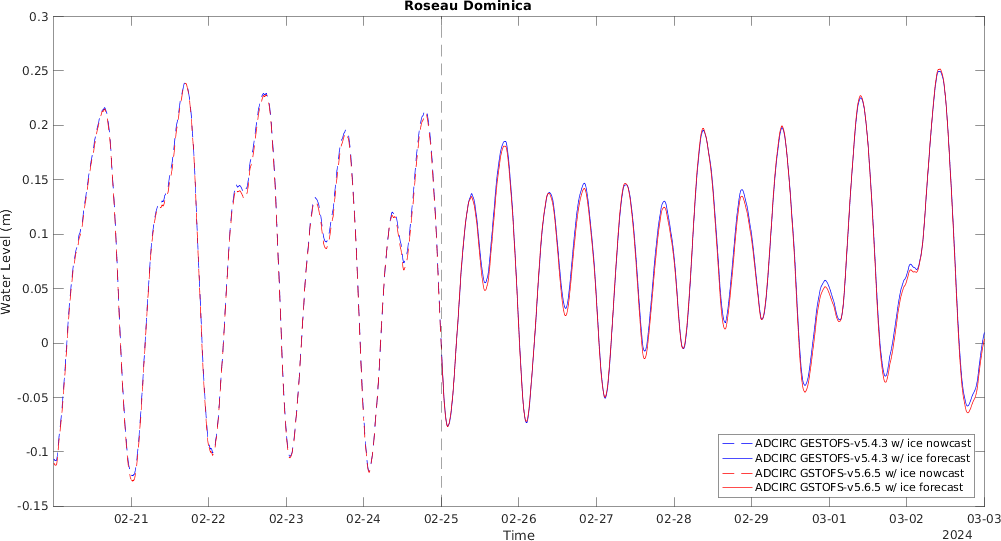 Roseau Dominica
0.3
0.25
0.2
0.15
0.1
0.05
0
-0.05
-0.1
-0.15
Water Level (m)
ADCIRC GESTOFS-v5.4.3 w/ ice nowcast
ADCIRC GESTOFS-v5.4.3 w/ ice forecast
ADCIRC GSTOFS-v5.6.5 w/ ice nowcast
ADCIRC GSTOFS-v5.6.5 w/ ice forecast
02-21 02-22 02-23 02-24 02-25 02-26 02-27 02-28 02-29 03-01 03-02 03-03
Time
2024